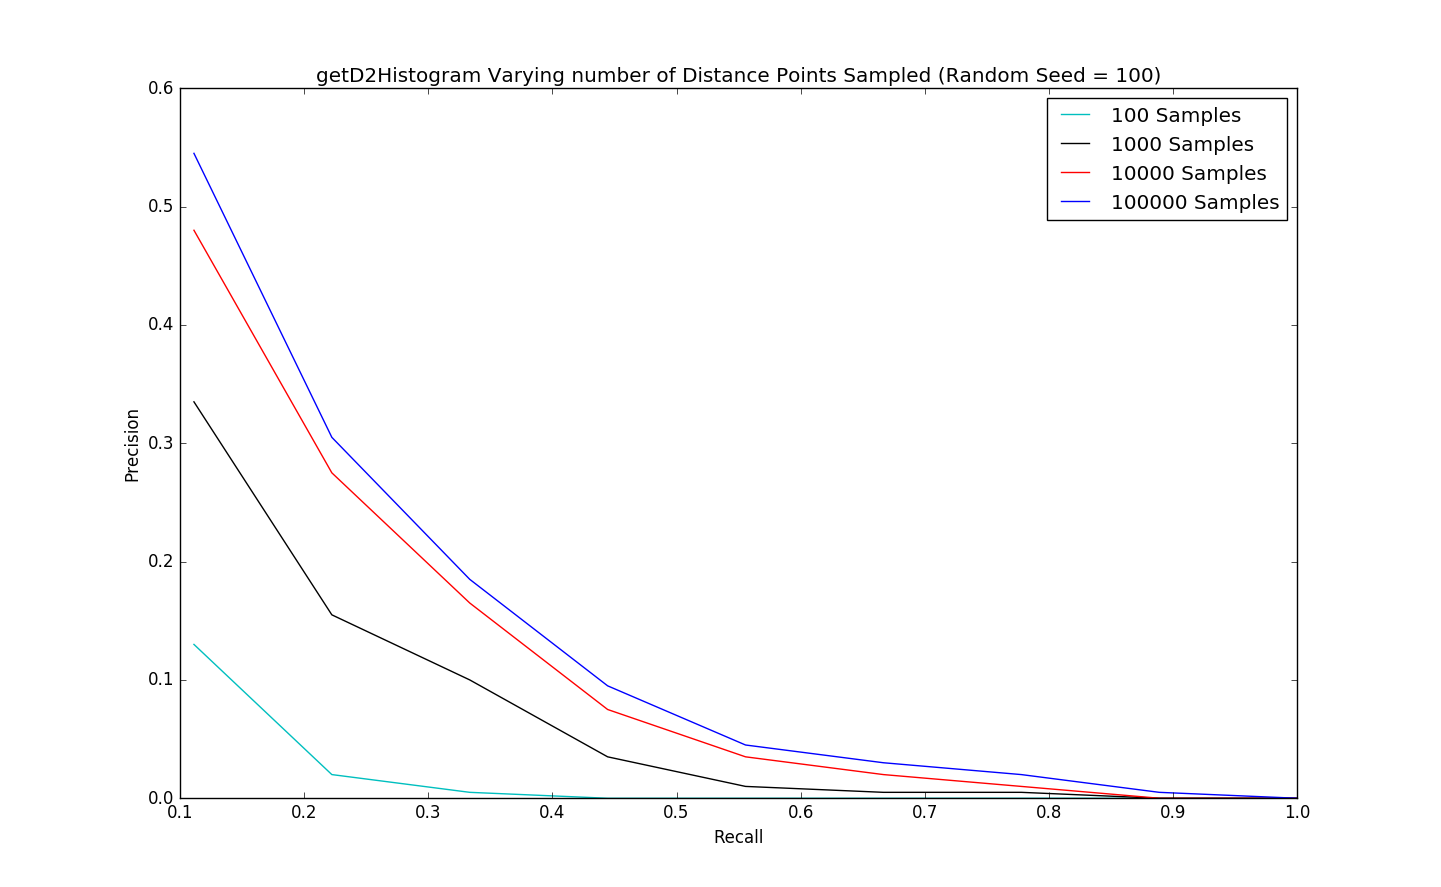 getD2Histogram Varying number of Distance Points Sampled (Random Seed = 100)
100 Samples
1000 Samples
10000 Samples
100000 Samples
Precision
0.6
0.5
0.4
0.3
0.2
0.1
0.0
0.1 0.2 0.3 0.4 0.5 0.6 0.7 0.8 0.9 1.0
Recall